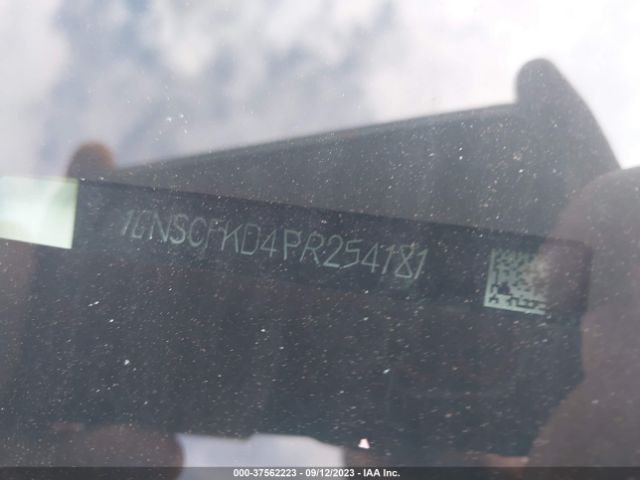 1GNSCFKD4PR254181
000-37562223 - 09/12/2023 - IAA Inc.